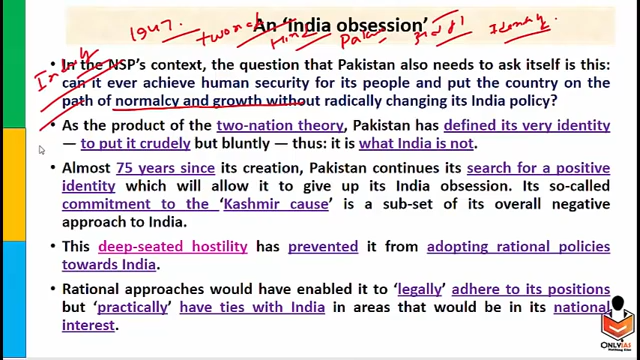 1947.
An 'india obsession'
In the NSP's context, the question that Pakistan also needs to ask itself is this:
can it ever achieve human security for its people and put the country on the
path of normalcy and growth without radically changing its India policy?
As the product of the two-nation theory, Pakistan has defined its very identity
— to put it crudely but bluntly — thus: it is what India is not.
Almost 75 years since its creation, Pakistan continues its search for a positive
identity which will allow it to give up its India obsession. Its so-called
commitment to the 'Kashmir cause' is a sub-set of its overall negative
approach to India.
This deep-seated hostility has prevented it from adopting rational policies
towards India.
Rational approaches would have enabled it to 'legally' adhere to its positions
but 'practically' have ties with India in areas that would be in its national
interest.
ONLYIAS